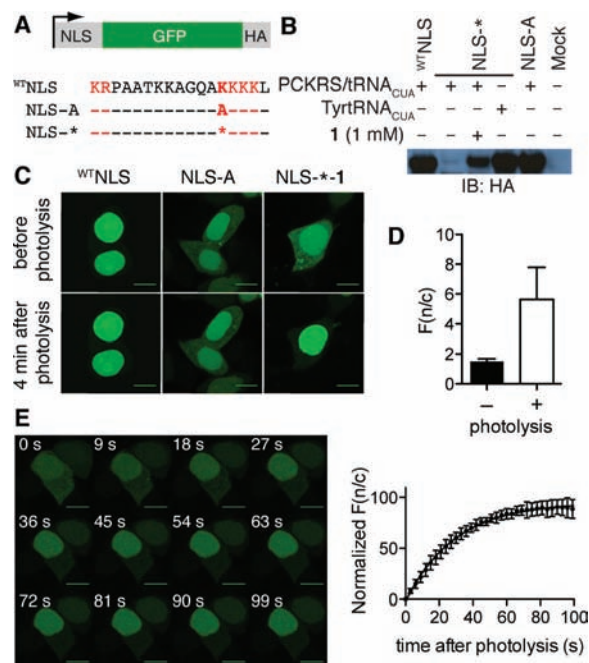 A
NLS GFP HA
WTNLS KRPAATKKAGQAKKKKL
NLS-A --------------A----
NLS-* --------------*----
B
NLS-* NLS-A Mock
WTNLS
PCKRS/tRNACUA + + + - + -
TyrtRNACUA - - - + - -
1 (1 mM) - - + - - -
IB: HA
C
WTNLS NLS-A NLS-*-1
before photolysis
4 min after photolysis
D
F(n/c)
10
8
6
4
2
0
- +
photolysis
E
0 s 9 s 18 s 27 s
36 s 45 s 54 s 63 s
72 s 81 s 90 s 99 s
Normalized F(n/c)
100
50
0
0 20 40 60 80 100
time after photolysis (s)